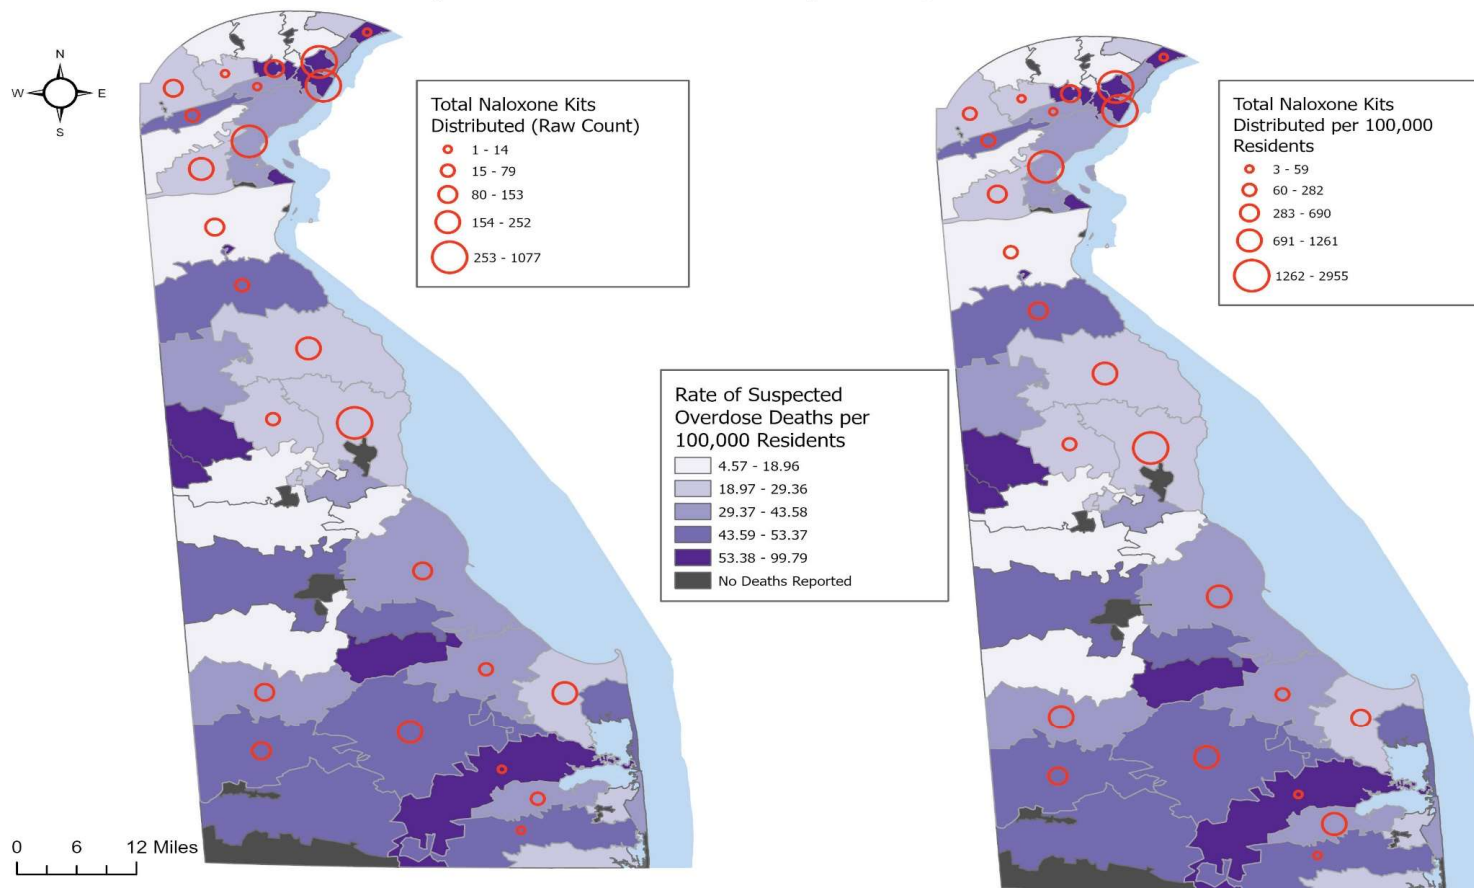 N
W
E
S
Total Naloxone Kits
Distributed (Raw Count)
1 - 14
15 - 79
80 - 153
154 - 252
253 - 1077
Total Naloxone Kits
Distributed per 100,000
Residents
3 - 59
60 - 282
283 - 690
691 - 1261
1262 - 2955
Rate of Suspected
Overdose Deaths per
100,000 Residents
4.57 - 18.96
18.97 - 29.36
29.37 - 43.58
43.59 - 53.37
53.38 - 99.79
No Deaths Reported
0 6 12 Miles